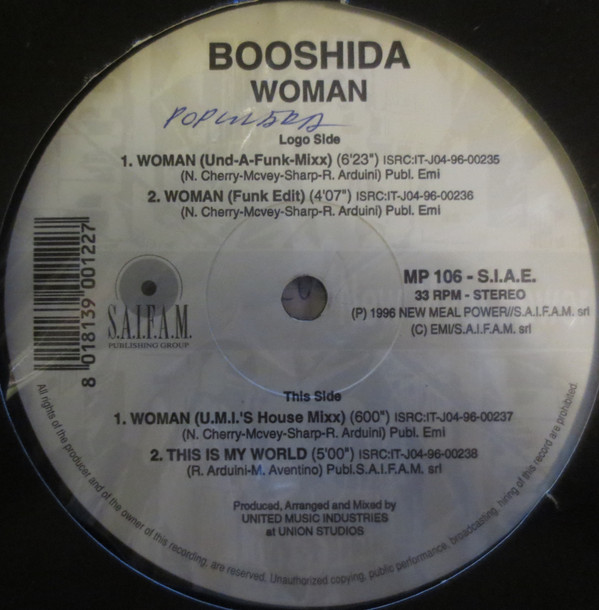 BOOSHIDA
WOMAN
POPULARA
Logo Side
1. WOMAN (Und-A-Funk-Mixx) (6'23") ISRC:IT-J04-96-00235
(N. Cherry-Mcvey-Sharp-R. Arduini) Publ. Emi
2. WOMAN (Funk Edit) (4'07") ISRC:IT-J04-96-00236
(N. Cherry-Mcvey-Sharp-R. Arduini) Publ. Emi
8 018139 001227
S.A.I.F.A.M.
PUBLISHING GROUP
MP 106 - S.I.A.E.
33 RPM - STEREO
(P) 1996 NEW MEAL POWER//S.A.I.F.A.M. srl
(C) EMI/S.A.I.F.A.M. srl
This Side
1. WOMAN (U.M.I.'S House Mixx) (600") ISRC:IT-J04-96-00237
(N. Cherry-Mcvey-Sharp-R. Arduini) Publ. Emi
2. THIS IS MY WORLD (5'00") ISRC:IT-J04-96-00238
(R. Arduini-M. Aventino) Publ.S.A.I.F.A.M. srl
Produced, Arranged and Mixed by
UNITED MUSIC INDUSTRIES
at UNION STUDIOS
All rights of the producer and of the owner of this recording, are reserved. Unauthorized copying, public performance, broadcasting, hiring of this record are prohibited.